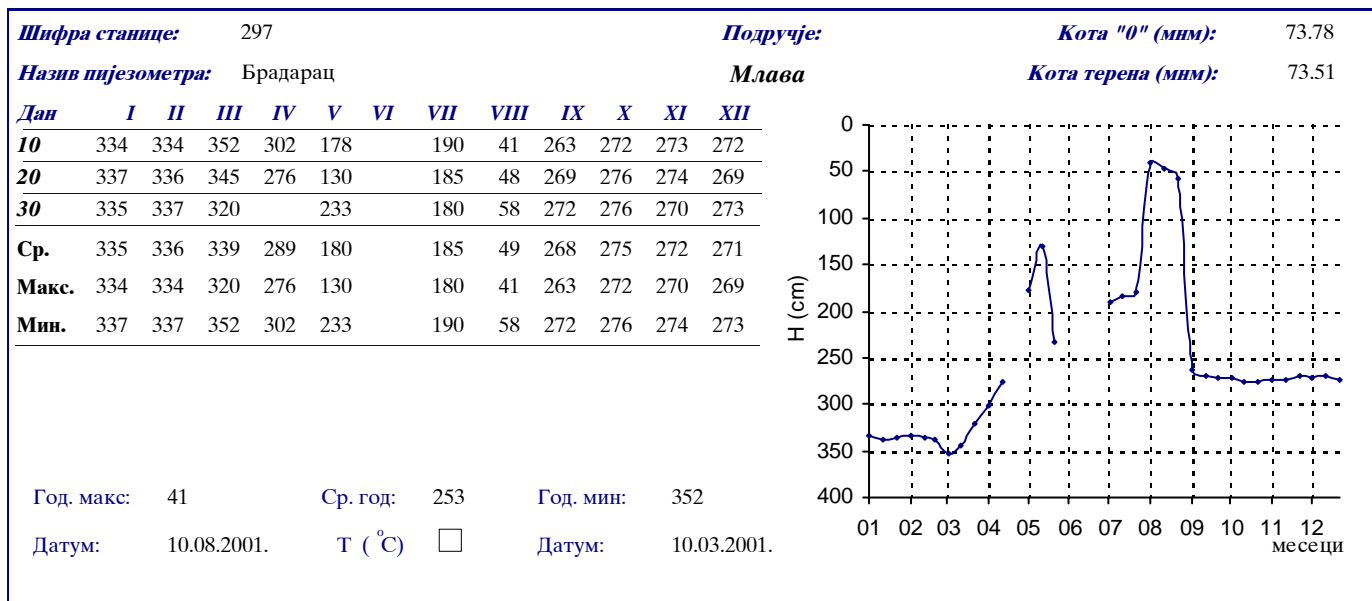 Шифра станице: 297 Подручје: Кота "0" (мнм): 73.78
Назив пијезометра: Брадарац Млава Кота терена (мнм): 73.51
Дан I II III IV V VI VII VIII IX X XI XII
10 334 334 352 302 178 190 41 263 272 273 272
20 337 336 345 276 130 185 48 269 276 274 269
30 335 337 320 233 180 58 272 276 270 273
Ср. 335 336 339 289 180 185 49 268 275 272 271
Макс. 334 334 320 276 130 180 41 263 272 270 269
Мин. 337 337 352 302 233 190 58 272 276 274 273
Год. макс: 41 Ср. год: 253 Год. мин: 352
Датум: 10.08.2001. Т ( °C) Датум: 10.03.2001.
H (cm)
0
50
100
150
200
250
300
350
400
01 02 03 04 05 06 07 08 09 10 11 12
месеци